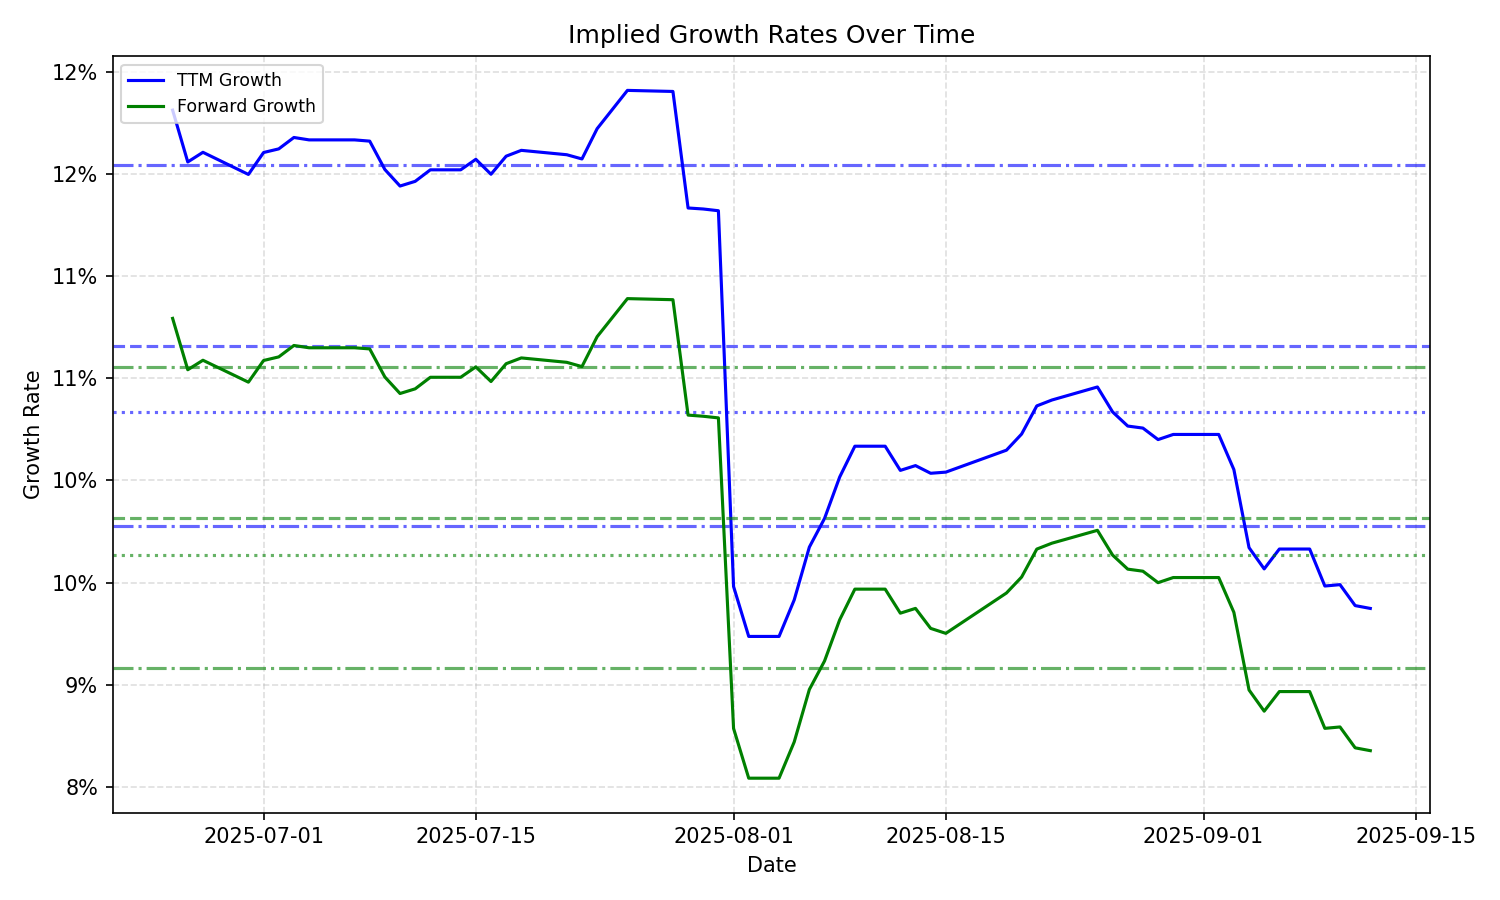 Implied Growth Rates Over Time
TTM Growth
Forward Growth
12%
12%
11%
11%
10%
10%
9%
8%
Growth Rate
2025-07-01
2025-07-15
2025-08-01
2025-08-15
2025-09-01
2025-09-15
Date